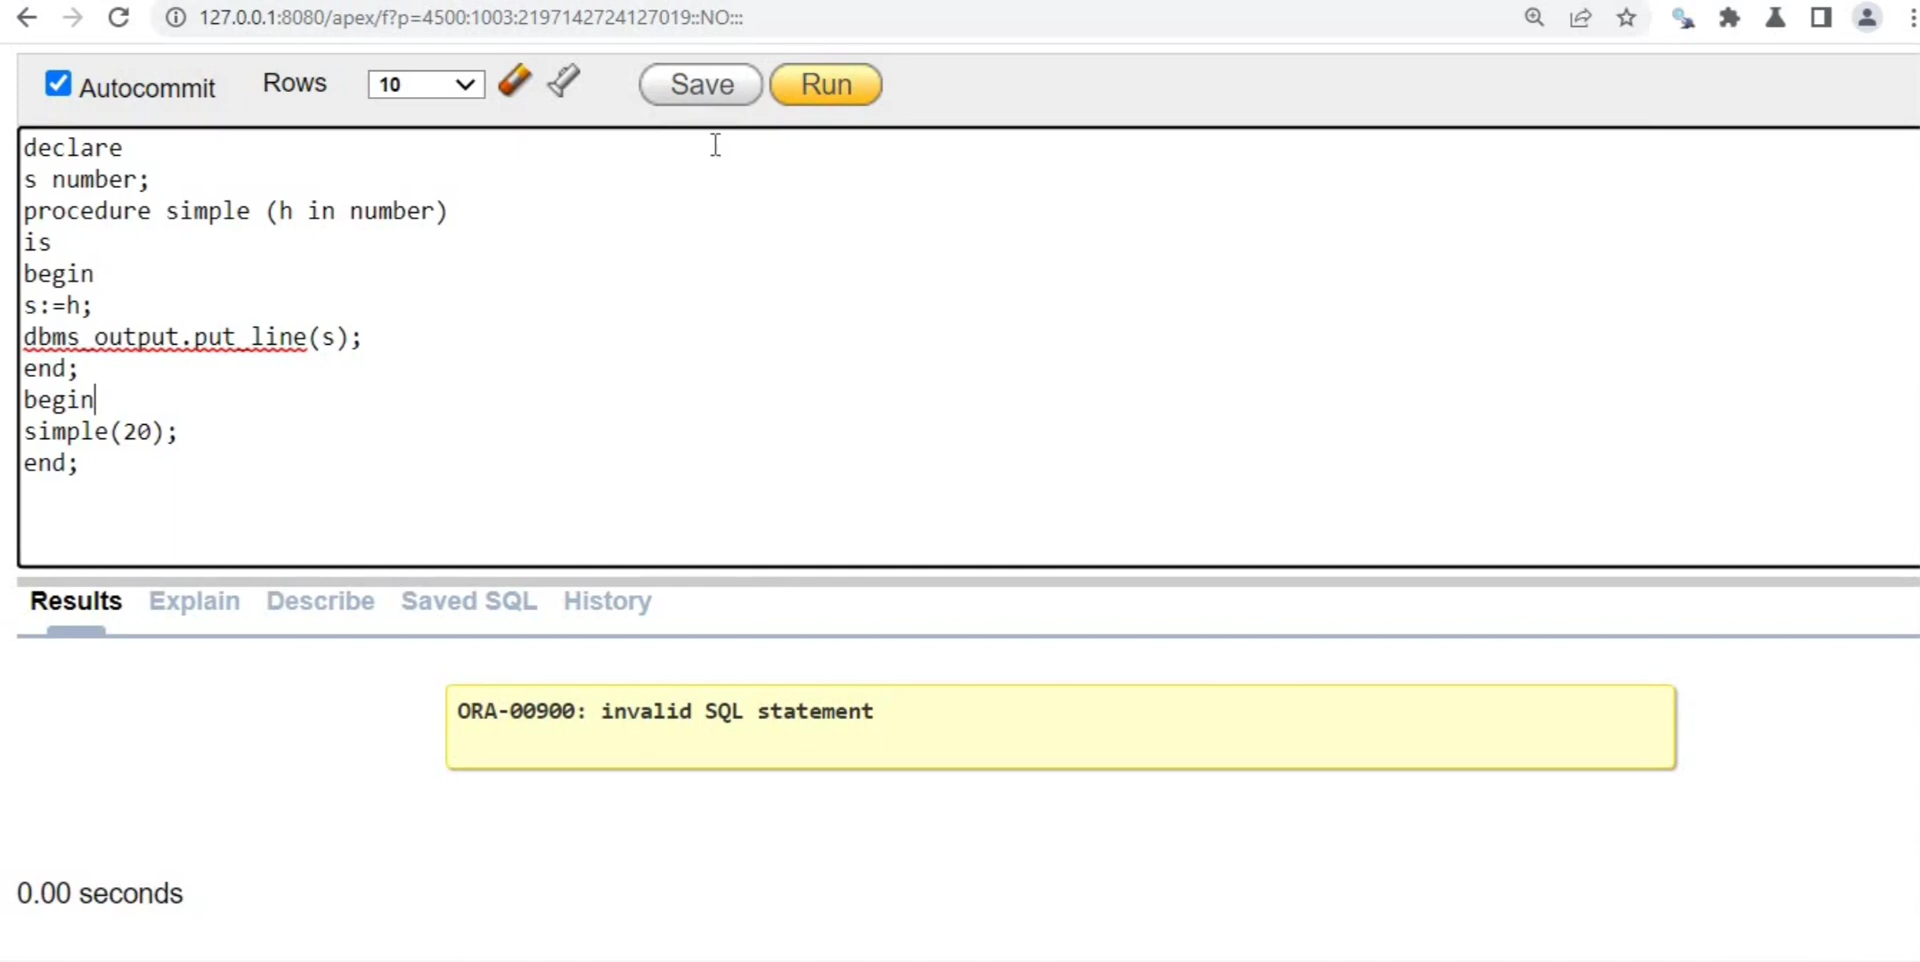 127.0.0.1:8080/apex/f?p=4500:1003:2197142724127019::NO:::
Autocommit Rows 10 Save Run
declare
s number;
procedure simple (h in number)
is
begin
s:=h;
dbms_output.put_line(s);
end;
begin
simple(20);
end;
Results Explain Describe Saved SQL History
ORA-00900: invalid SQL statement
0.00 seconds